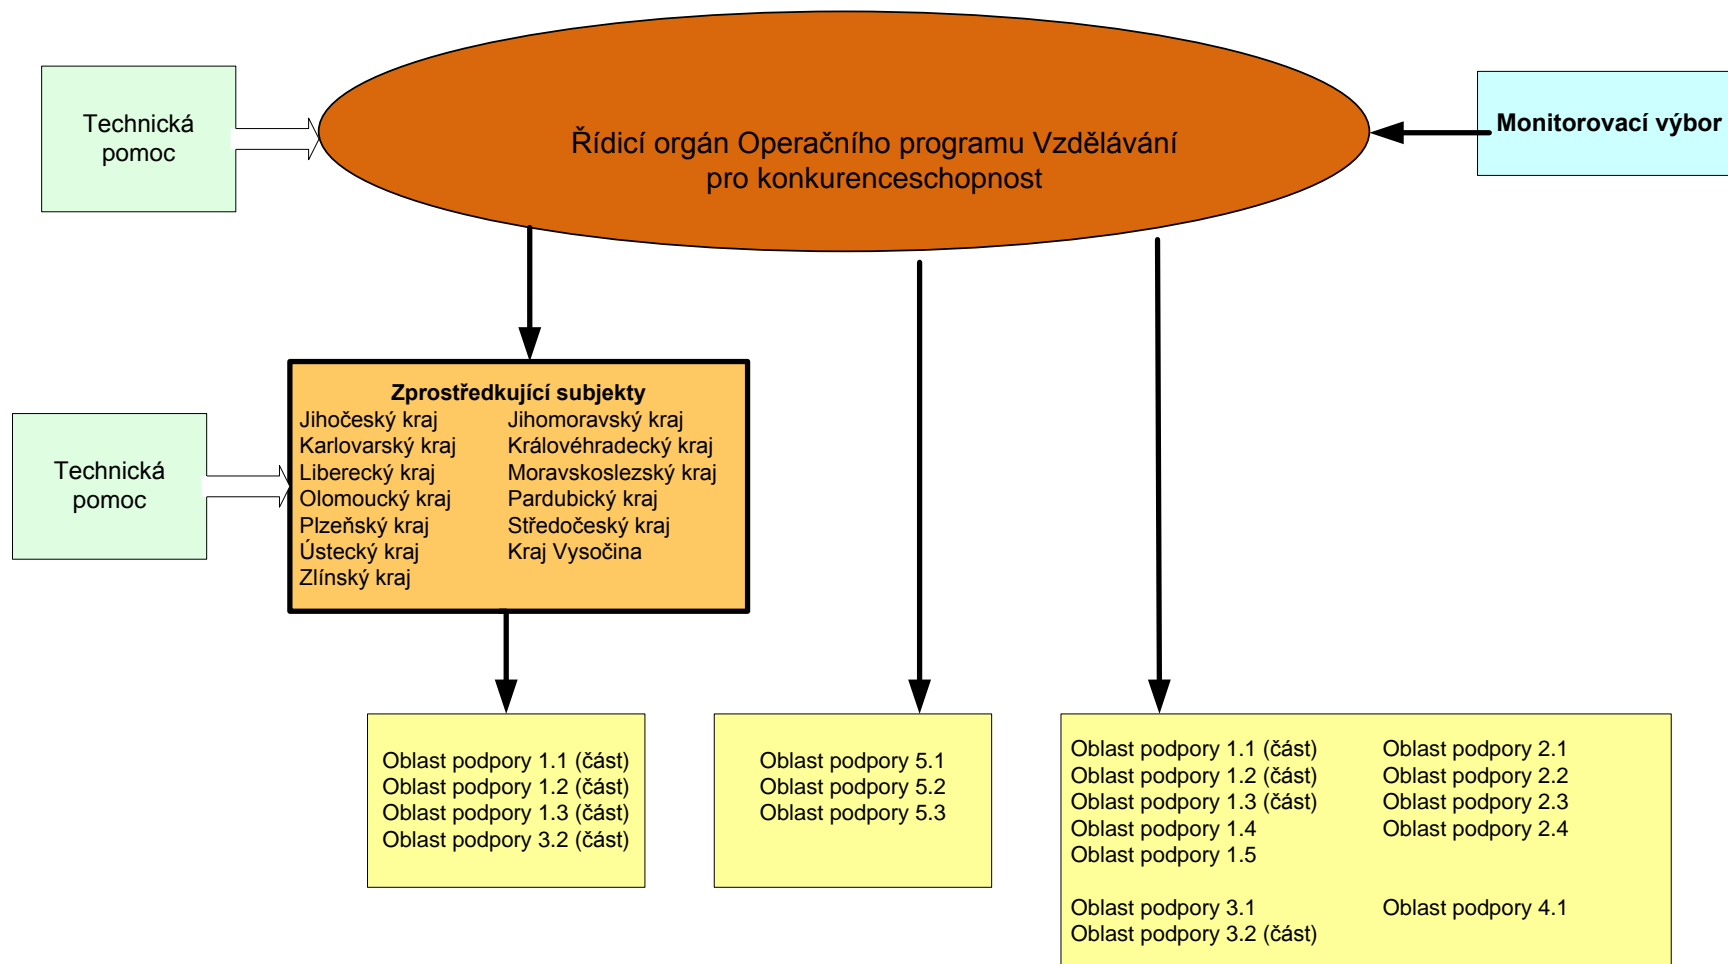 Technická
pomoc
Řídicí orgán Operačního programu Vzdělávání
pro konkurenceschopnost
Monitorovací výbor
Zprostředkující subjekty
Jihočeský kraj Jihomoravský kraj
Karlovarský kraj Královéhradecký kraj
Liberecký kraj Moravskoslezský kraj
Olomoucký kraj Pardubický kraj
Plzeňský kraj Středočeský kraj
Ústecký kraj Kraj Vysočina
Zlínský kraj
Technická
pomoc
Oblast podpory 1.1 (část)
Oblast podpory 1.2 (část)
Oblast podpory 1.3 (část)
Oblast podpory 3.2 (část)
Oblast podpory 5.1
Oblast podpory 5.2
Oblast podpory 5.3
Oblast podpory 1.1 (část) Oblast podpory 2.1
Oblast podpory 1.2 (část) Oblast podpory 2.2
Oblast podpory 1.3 (část) Oblast podpory 2.3
Oblast podpory 1.4 Oblast podpory 2.4
Oblast podpory 1.5
Oblast podpory 3.1 Oblast podpory 4.1
Oblast podpory 3.2 (část)